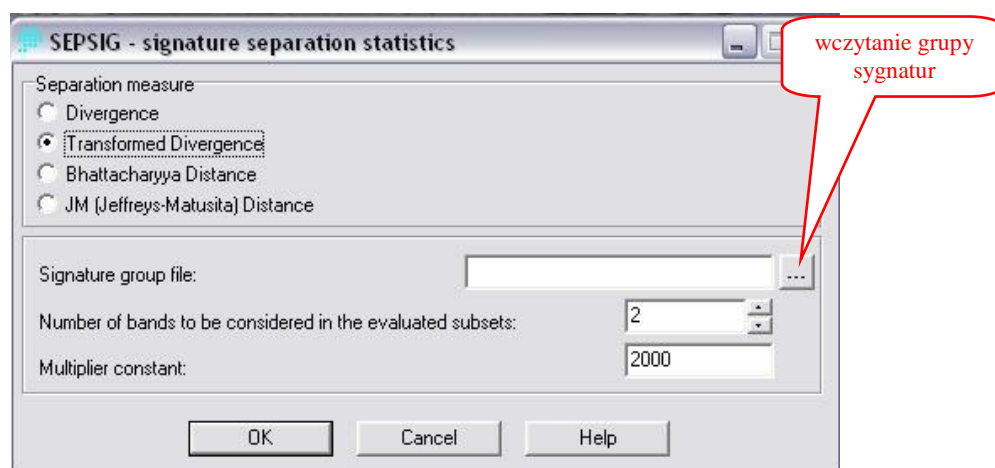 SEPSIG - signature separation statistics
wczytanie grupy
sygnatur
Separation measure
Divergence
Transformed Divergence
Bhattacharyya Distance
JM (Jeffreys-Matusita) Distance
Signature group file:
...
Number of bands to be considered in the evaluated subsets:
2
Multiplier constant:
2000
OK Cancel Help